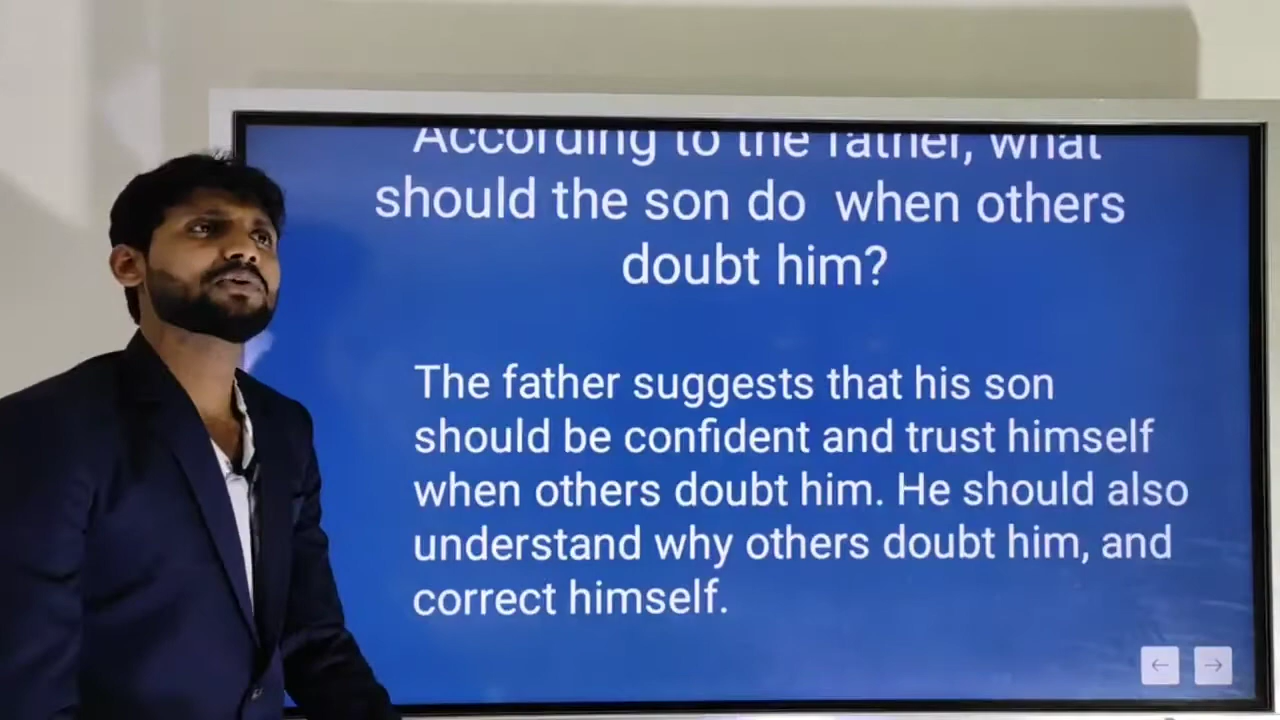 According to the father, what
should the son do when others
doubt him?
The father suggests that his son
should be confident and trust himself
when others doubt him. He should also
understand why others doubt him, and
correct himself.